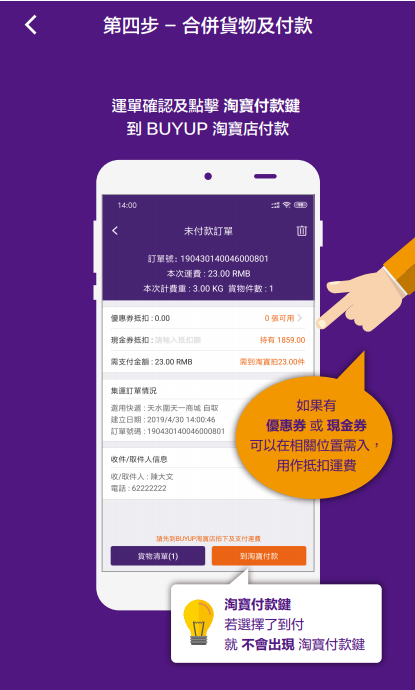 第四步 – 合併貨物及付款
運單確認及點擊 淘寶付款鍵
到 BUYUP 淘寶店付款
14:00
未付款訂單
訂單號: 190430140046000801
本次運費 : 23.00 RMB
本次計費重 : 3.00 KG 貨物件數 : 1
優惠券抵扣 : 0.00 0 張可用
現金券抵扣 : 請輸入抵扣額 持有 1859.00
需支付金額 : 23.00 RMB 需到淘寶拍23.00件
集運訂單情況
選用快遞 : 天水圍天一商城 自取
建立日期 : 2019/4/30 14:00:46
訂單號碼 : 190430140046000801
收件/取件人信息
收/取件人 : 陳大文
電話 : 62222222
如果有
優惠券 或 現金券
可以在相關位置需入，
用作抵扣運費
請先到BUYUP淘寶店拍下及支付運費
貨物清單(1) 到淘寶付款
淘寶付款鍵
若選擇了到付
就 不會出現 淘寶付款鍵